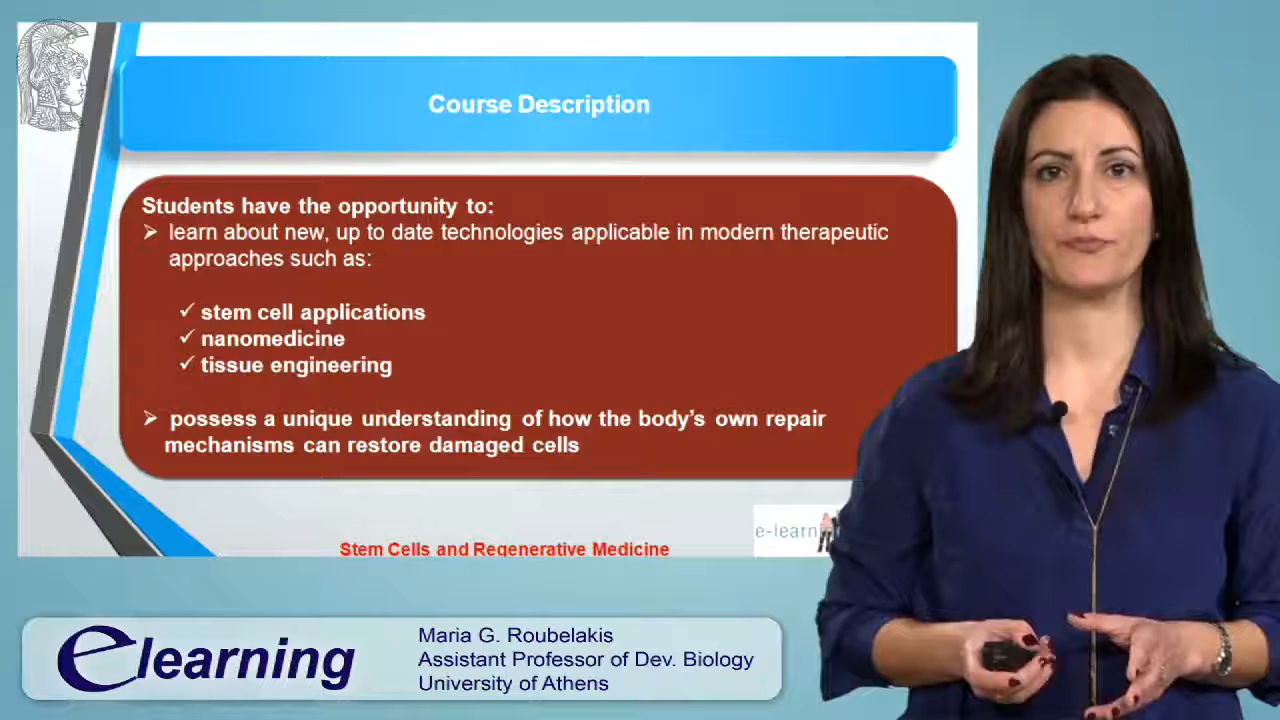 Course Description
Students have the opportunity to:
➢ learn about new, up to date technologies applicable in modern therapeutic
approaches such as:
✓ stem cell applications
✓ nanomedicine
✓ tissue engineering
➢ possess a unique understanding of how the body's own repair
mechanisms can restore damaged cells
Stem Cells and Regenerative Medicine
elearning
Maria G. Roubelakis
Assistant Professor of Dev. Biology
University of Athens